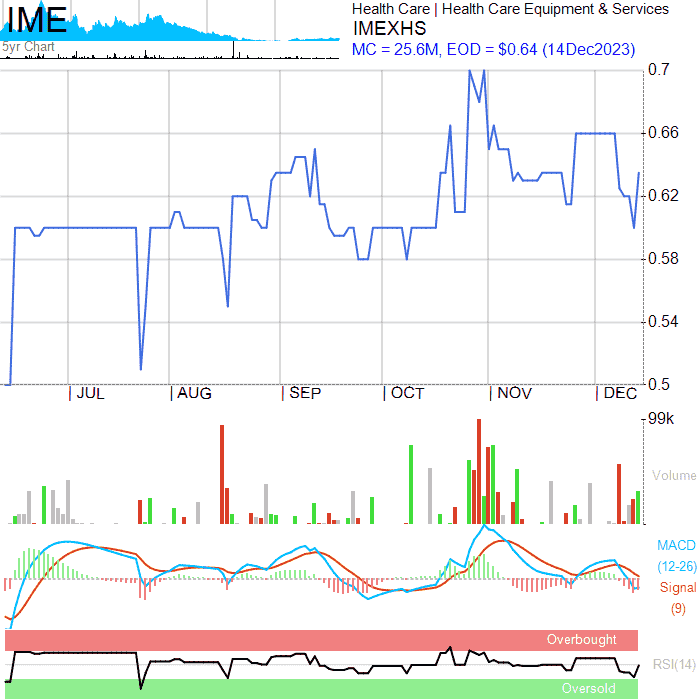 IME
5yr Chart
Health Care | Health Care Equipment & Services
IMEXHS
MC = 25.6M, EOD = $0.64 (14Dec2023)
0.7
0.66
0.62
0.58
0.54
0.5
JUL
AUG
SEP
OCT
NOV
DEC
99k
Volume
MACD
(12-26)
Signal
(9)
Overbought
RSI(14)
Oversold